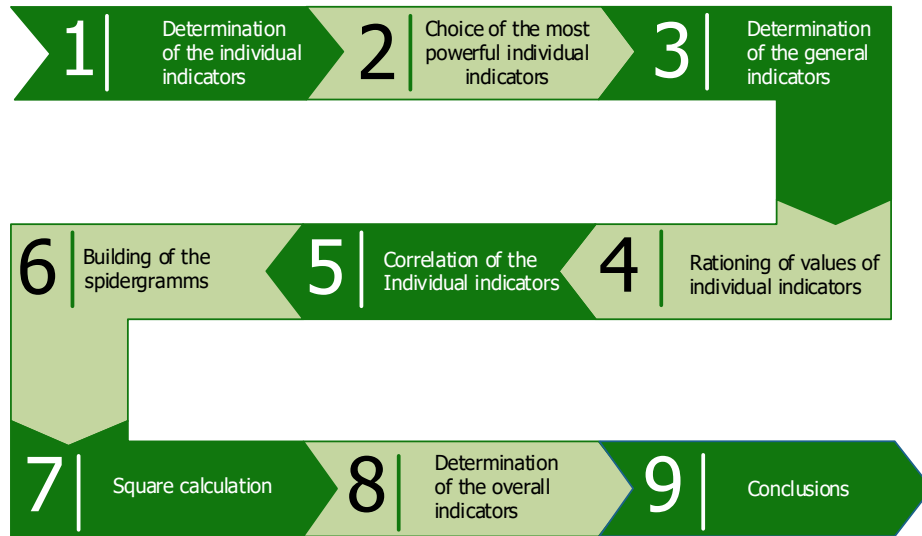 1
Determination
of the individual
indicators
2
Choice of the most
powerful individual
indicators
3
Determination
of the general
indicators
4
Rationing of values of
individual indicators
5
Correlation of the
Individual indicators
6
Building of the
spidergramms
7
Square calculation
8
Determination
of the overall
indicators
9
Conclusions